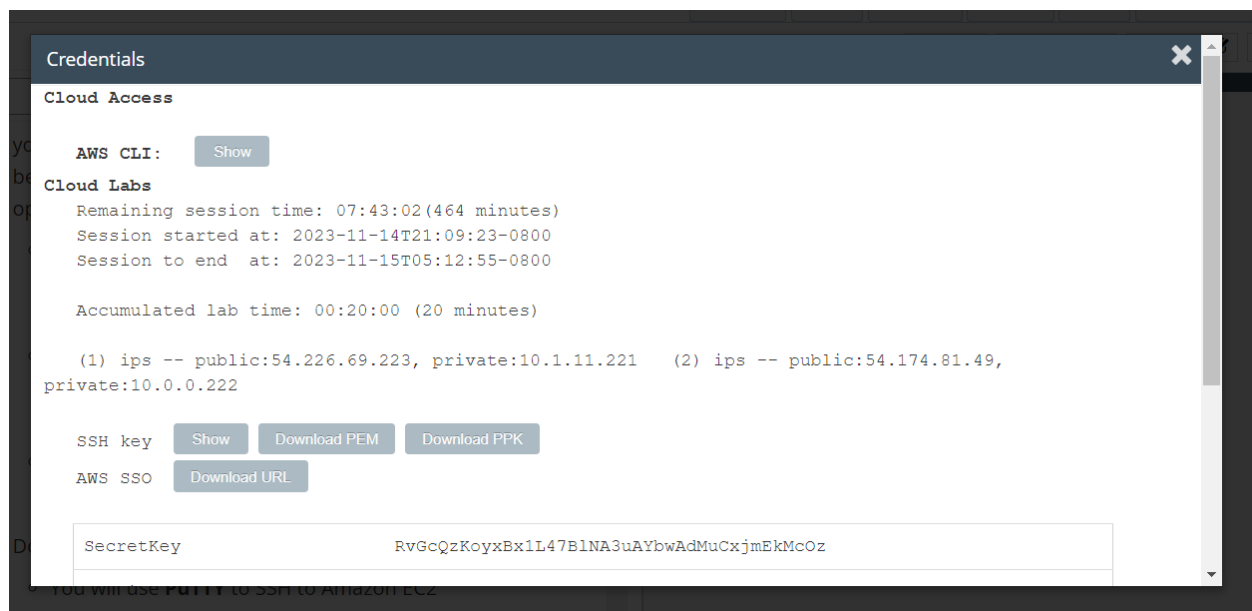 Credentials
Cloud Access
AWS CLI: Show
Cloud Labs
Remaining session time: 07:43:02(464 minutes)
Session started at: 2023-11-14T21:09:23-0800
Session to end at: 2023-11-15T05:12:55-0800
Accumulated lab time: 00:20:00 (20 minutes)
(1) ips -- public:54.226.69.223, private:10.1.11.221 (2) ips -- public:54.174.81.49,
private:10.0.0.222
SSH key Show Download PEM Download PPK
AWS SSO Download URL
SecretKey RvGcQzKoyxBx1L47BlNA3uAYbwAdMuCxjmEkMcOz
You will use PuTTY to SSH to Amazon EC2